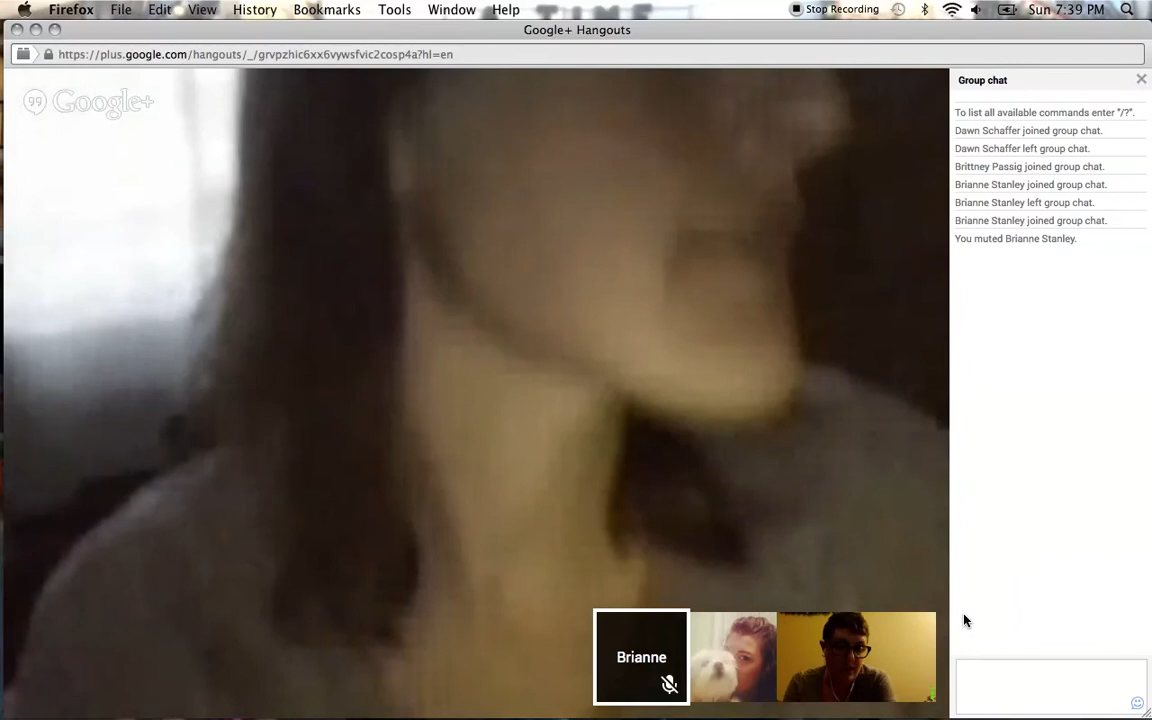 Firefox File Edit View History Bookmarks Tools Window Help Stop Recording Sun 7:39 PM
Google+ Hangouts
https://plus.google.com/hangouts/_/grvpzhic6xx6vywsfvic2cosp4a?hl=en
Google+
Group chat
To list all available commands enter "/?".
Dawn Schaffer joined group chat.
Dawn Schaffer left group chat.
Brittney Passig joined group chat.
Brianne Stanley joined group chat.
Brianne Stanley left group chat.
Brianne Stanley joined group chat.
You muted Brianne Stanley.
Brianne